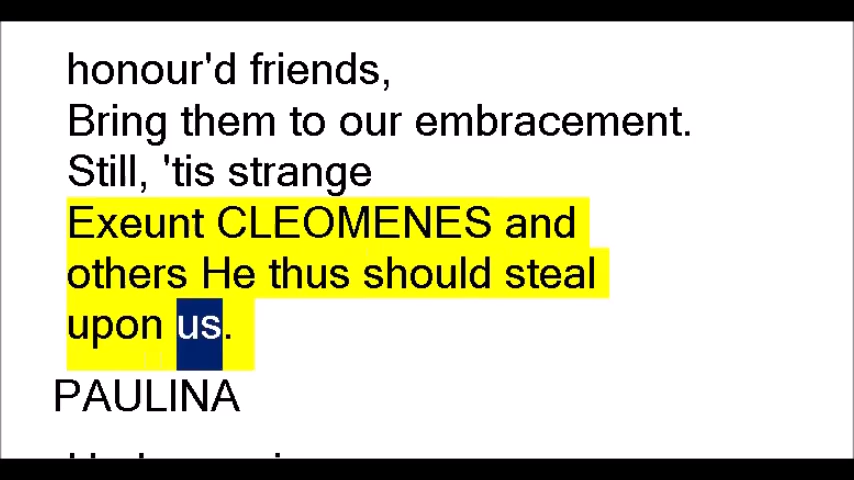 honour'd friends,
Bring them to our embracement.
Still, 'tis strange
Exeunt CLEOMENES and
others He thus should steal
upon us.
PAULINA